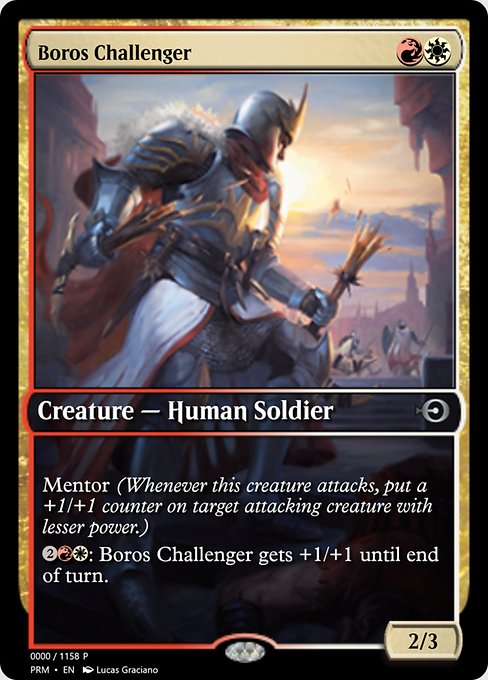 Boros Challenger
Creature — Human Soldier
Mentor (Whenever this creature attacks, put a
+1/+1 counter on target attacking creature with
lesser power.)
2: Boros Challenger gets +1/+1 until end
of turn.
2/3
0000 / 1158 P
PRM • EN Lucas Graciano